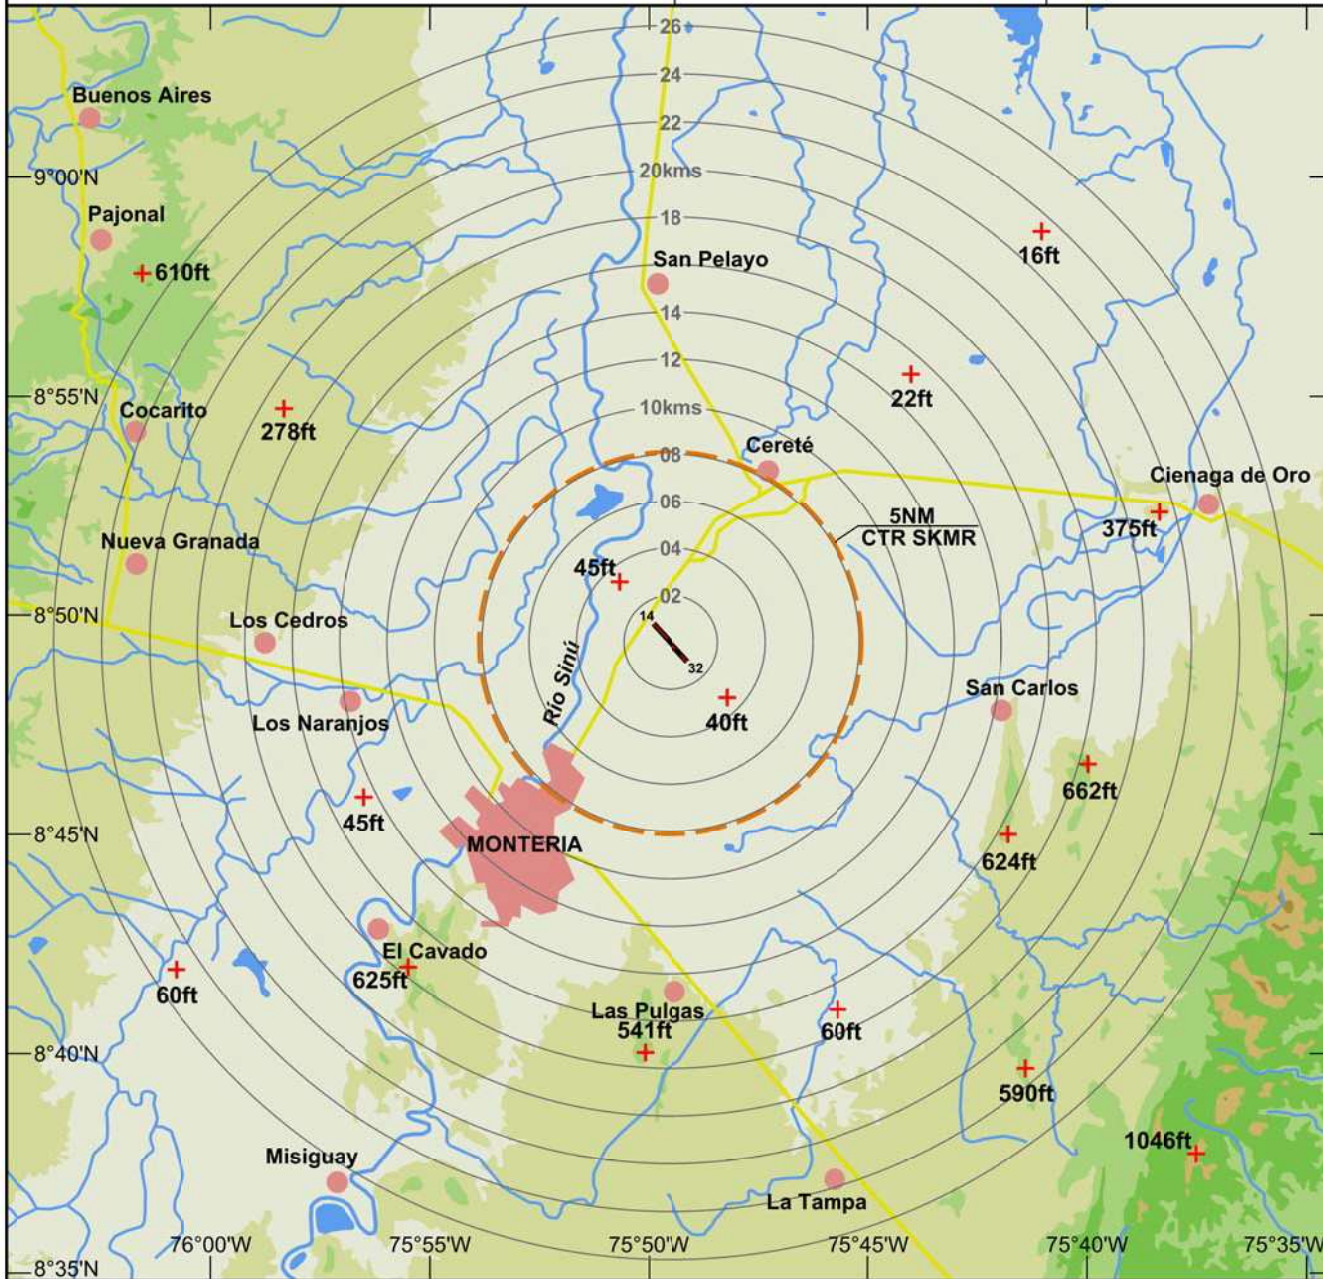 26
24
Buenos Aires
22
20kms
9°00'N
Pajonal
18
16ft
San Pelayo
610ft
14
12
22ft
10kms
8°55'N
Cocarito
278ft
Cereté
08
Cienaga de Oro
06
5NM
CTR SKMR
375ft
Nueva Granada
04
45ft
02
8°50'N
Los Cedros
14
32
Río Sinú
San Carlos
Los Naranjos
40ft
662ft
45ft
8°45'N
MONTERIA
624ft
El Cavado
625ft
60ft
Las Pulgas
541ft
60ft
8°40'N
590ft
1046ft
Misiguay
La Tampa
76°00'W
75°55'W
75°50'W
75°45'W
75°40'W
75°35'W
8°35'N